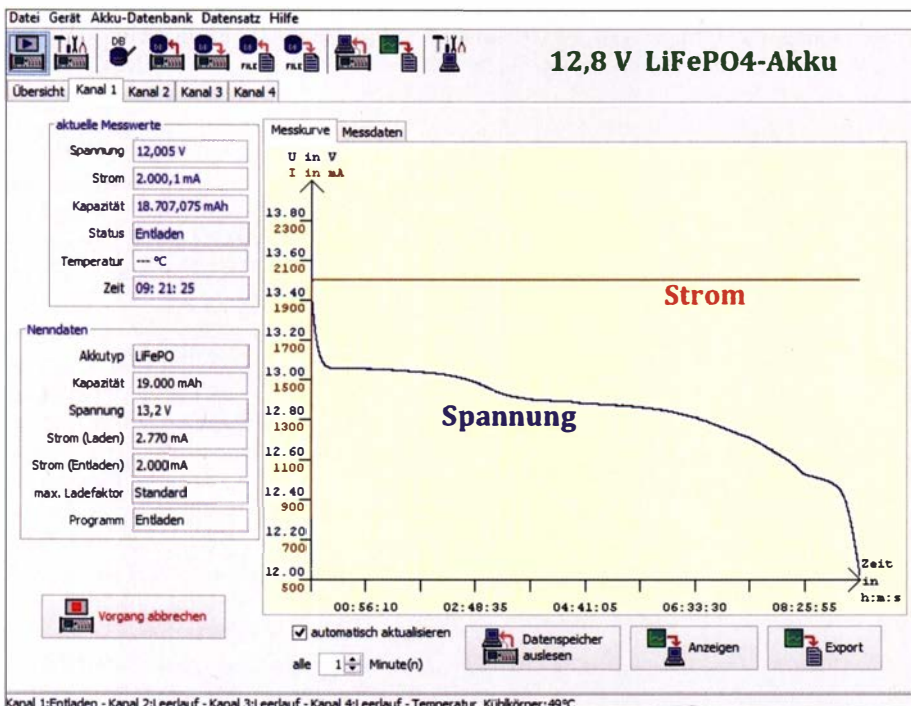 Datei Gerät Akku-Datenbank Datensatz Hilfe
DB
FILE FILE
12,8 V LiFePO4-Akku
Übersicht Kanal 1 Kanal 2 Kanal 3 Kanal 4
aktuelle Messwerte
Spannung 12,005 V
Strom 2.000,1 mA
Kapazität 18.707,075 mAh
Status Entladen
Temperatur --- °C
Zeit 09: 21: 25
Nenndaten
Akkutyp LiFePO
Kapazität 19.000 mAh
Spannung 13,2 V
Strom (Laden) 2.770 mA
Strom (Entladen) 2.000 mA
max. Ladefaktor Standard
Programm Entladen
Vorgang abbrechen
Messkurve Messdaten
U in V
I in mA
13.80
2300
13.60
2100
13.40
1900
13.20
1700
13.00
1500
12.80
1300
12.60
1100
12.40
900
12.20
700
12.00
500
Strom
Spannung
Zeit
in
h:m:s
00:56:10 02:48:35 04:41:05 06:33:30 08:25:55
automatisch aktualisieren
alle 1 Minute(n)
Datenspeicher
auslesen
Anzeigen
Export
Kanal 1:Entladen - Kanal 2:Leerlauf - Kanal 3:Leerlauf - Kanal 4:Leerlauf - Temperatur Kühlkörper:49°C